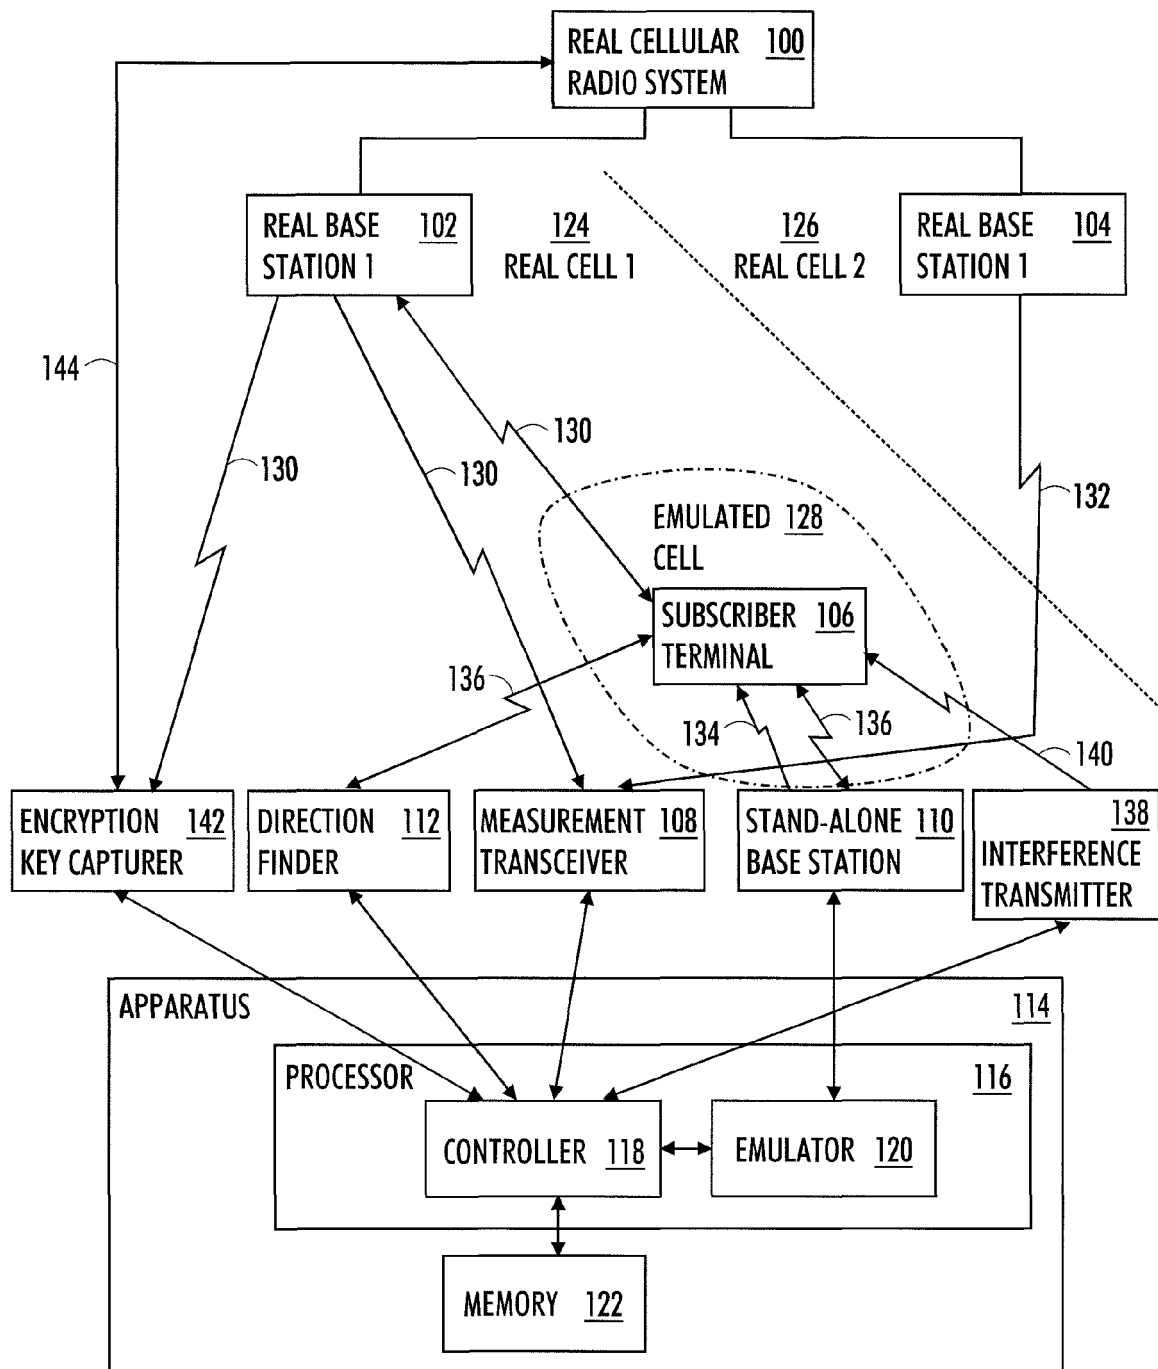 REAL CELLULAR 100
RADIO SYSTEM
REAL BASE 102
STATION 1
124
REAL CELL 1
126
REAL CELL 2
REAL BASE 104
STATION 1
144
130
130
130
132
EMULATED 128
CELL
SUBSCRIBER 106
TERMINAL
136
134
136
140
ENCRYPTION 142
KEY CAPTURER
DIRECTION 112
FINDER
MEASUREMENT 108
TRANSCEIVER
STAND-ALONE 110
BASE STATION
138
INTERFERENCE
TRANSMITTER
APPARATUS 114
PROCESSOR 116
CONTROLLER 118
EMULATOR 120
MEMORY 122